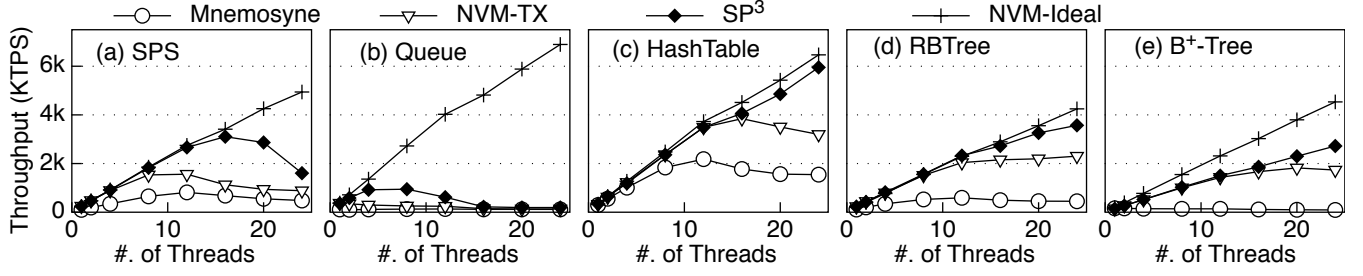 Mnemosyne NVM-TX SP³ NVM-Ideal
Throughput (KTPS)
6k
4k
2k
0
(a) SPS
(b) Queue
(c) HashTable
(d) RBTree
(e) B⁺-Tree
0 10 20
0 10 20
0 10 20
0 10 20
0 10 20
#. of Threads
#. of Threads
#. of Threads
#. of Threads
#. of Threads